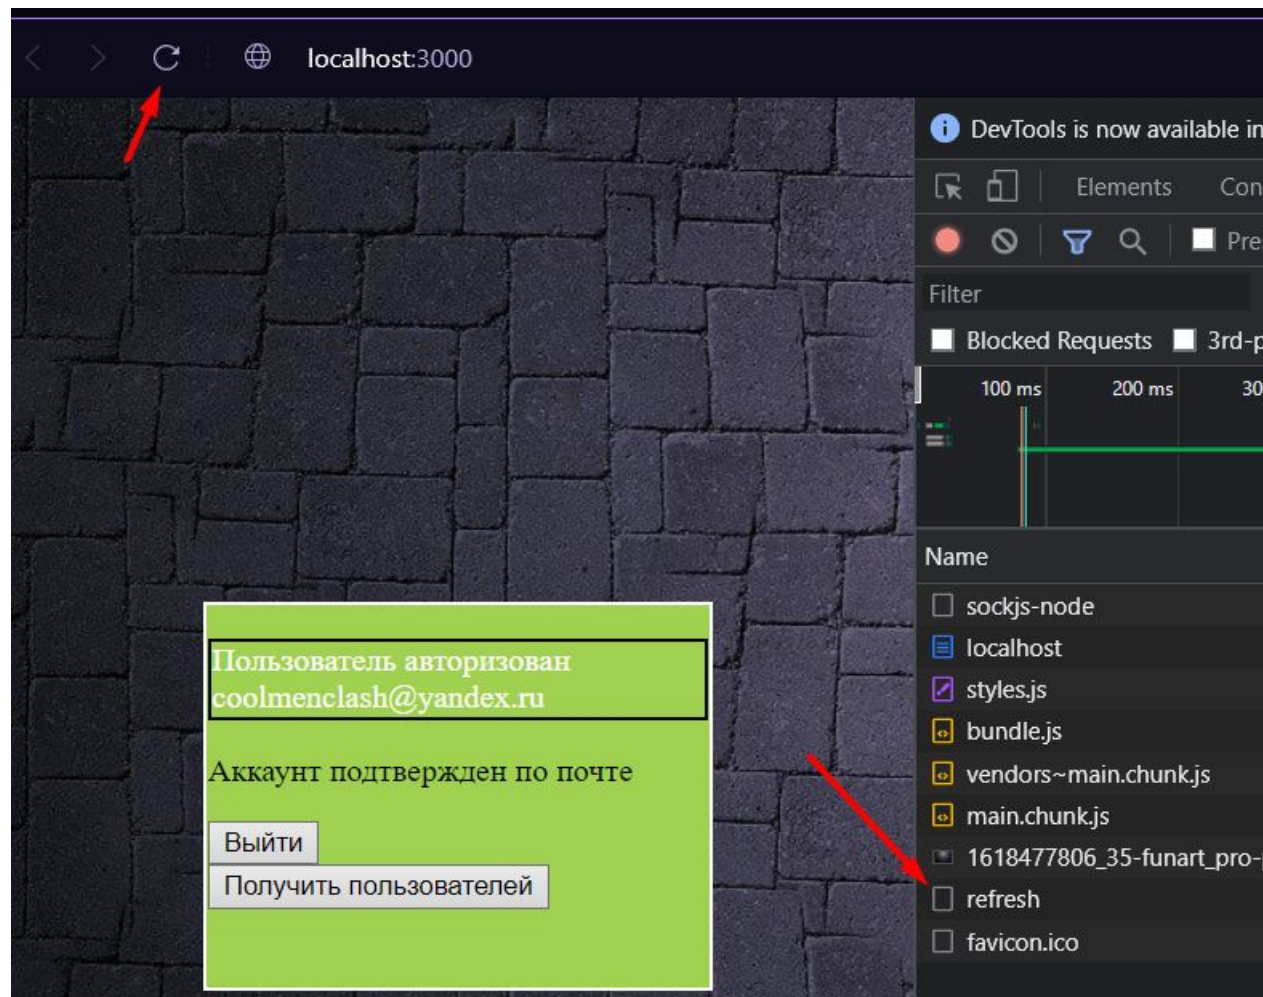 localhost:3000
DevTools is now available in
Elements Con
Pre
Filter
Blocked Requests 3rd-p
100 ms 200 ms 30
Name
sockjs-node
localhost
styles.js
bundle.js
vendors~main.chunk.js
main.chunk.js
1618477806_35-funart_pro-
refresh
favicon.ico
Пользователь авторизован
coolmenclash@yandex.ru
Аккаунт подтвержден по почте
Выйти
Получить пользователей